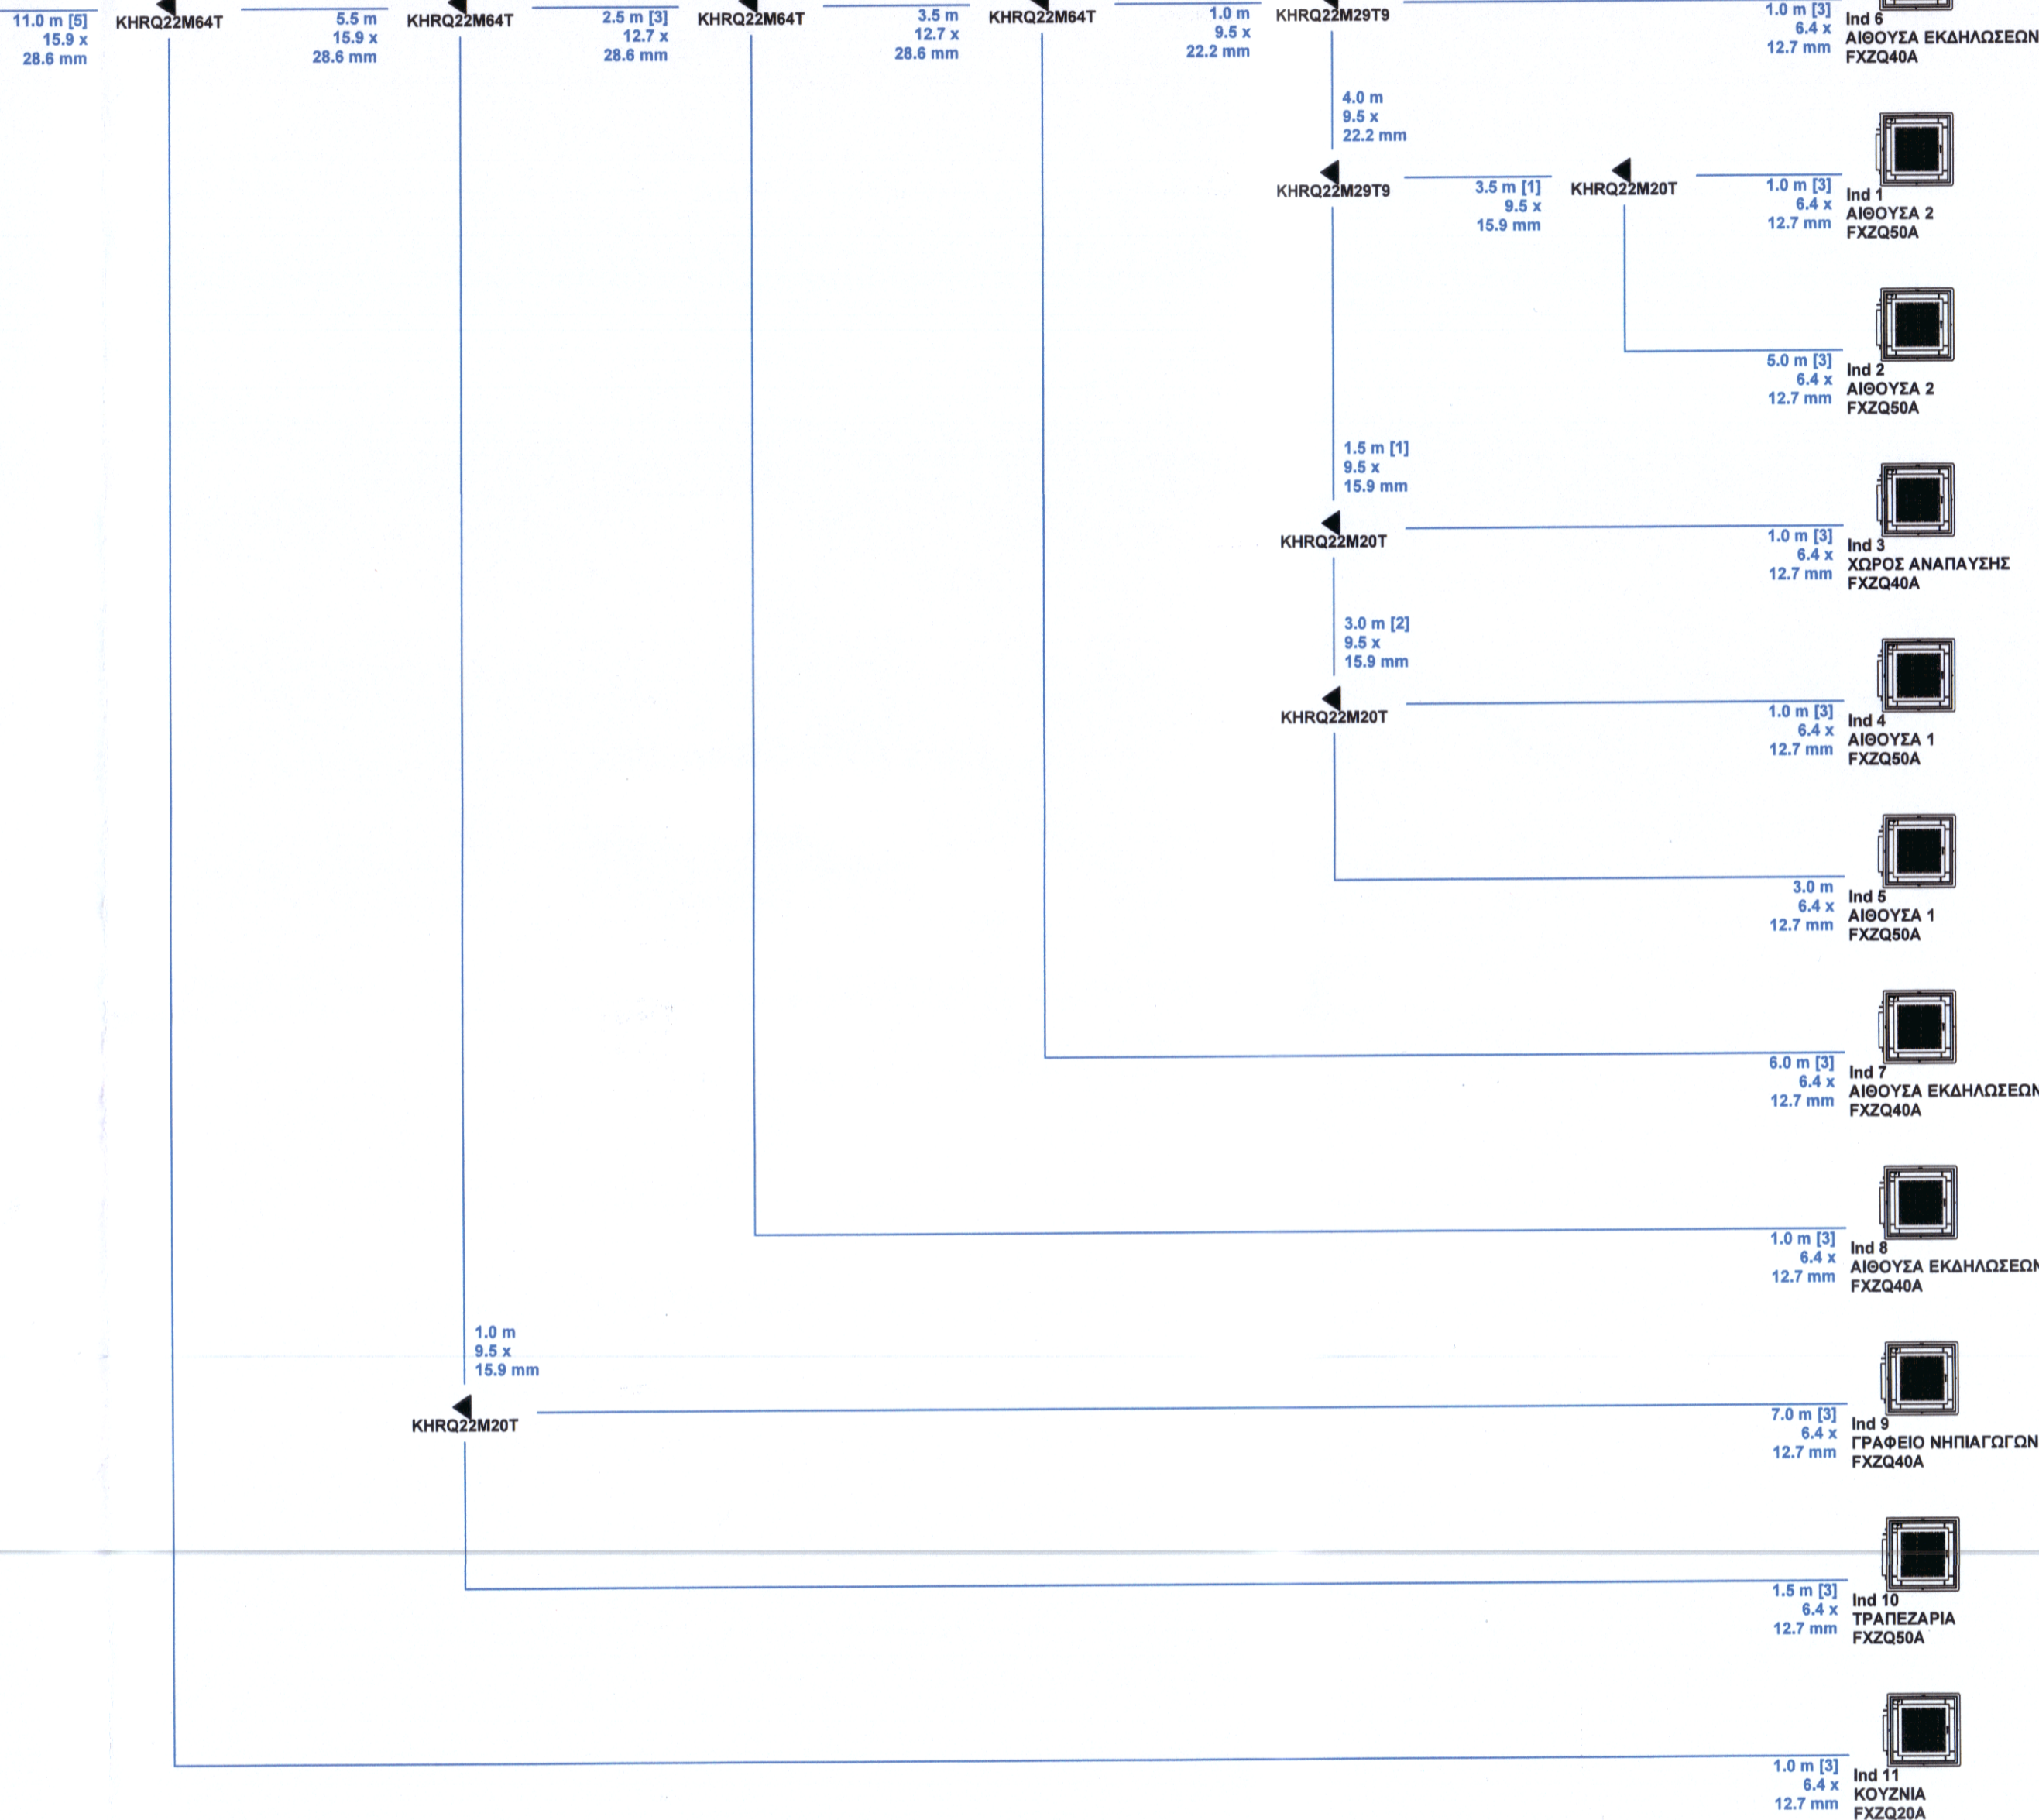 11.0 m [5]
15.9 x
28.6 mm
KHRQ22M64T
5.5 m
15.9 x
28.6 mm
KHRQ22M64T
2.5 m [3]
12.7 x
28.6 mm
KHRQ22M64T
3.5 m
12.7 x
28.6 mm
KHRQ22M64T
1.0 m
9.5 x
22.2 mm
KHRQ22M29T9
1.0 m [3]
6.4 x
12.7 mm
Ind 6
ΑΙΘΟΥΣΑ ΕΚΔΗΛΩΣΕΩΝ
FXZQ40A
4.0 m
9.5 x
22.2 mm
KHRQ22M29T9
3.5 m [1]
9.5 x
15.9 mm
KHRQ22M20T
1.0 m [3]
6.4 x
12.7 mm
Ind 1
ΑΙΘΟΥΣΑ 2
FXZQ50A
5.0 m [3]
6.4 x
12.7 mm
Ind 2
ΑΙΘΟΥΣΑ 2
FXZQ50A
1.5 m [1]
9.5 x
15.9 mm
KHRQ22M20T
1.0 m [3]
6.4 x
12.7 mm
Ind 3
ΧΩΡΟΣ ΑΝΑΠΑΥΣΗΣ
FXZQ40A
3.0 m [2]
9.5 x
15.9 mm
KHRQ22M20T
1.0 m [3]
6.4 x
12.7 mm
Ind 4
ΑΙΘΟΥΣΑ 1
FXZQ50A
3.0 m
6.4 x
12.7 mm
Ind 5
ΑΙΘΟΥΣΑ 1
FXZQ50A
6.0 m [3]
6.4 x
12.7 mm
Ind 7
ΑΙΘΟΥΣΑ ΕΚΔΗΛΩΣΕΩΝ
FXZQ40A
1.0 m [3]
6.4 x
12.7 mm
Ind 8
ΑΙΘΟΥΣΑ ΕΚΔΗΛΩΣΕΩΝ
FXZQ40A
1.0 m
9.5 x
15.9 mm
KHRQ22M20T
7.0 m [3]
6.4 x
12.7 mm
Ind 9
ΓΡΑΦΕΙΟ ΝΗΠΙΑΓΩΓΩΝ
FXZQ40A
1.5 m [3]
6.4 x
12.7 mm
Ind 10
ΤΡΑΠΕΖΑΡΙΑ
FXZQ50A
1.0 m [3]
6.4 x
12.7 mm
Ind 11
ΚΟΥΖΝΙΑ
FXZQ20A